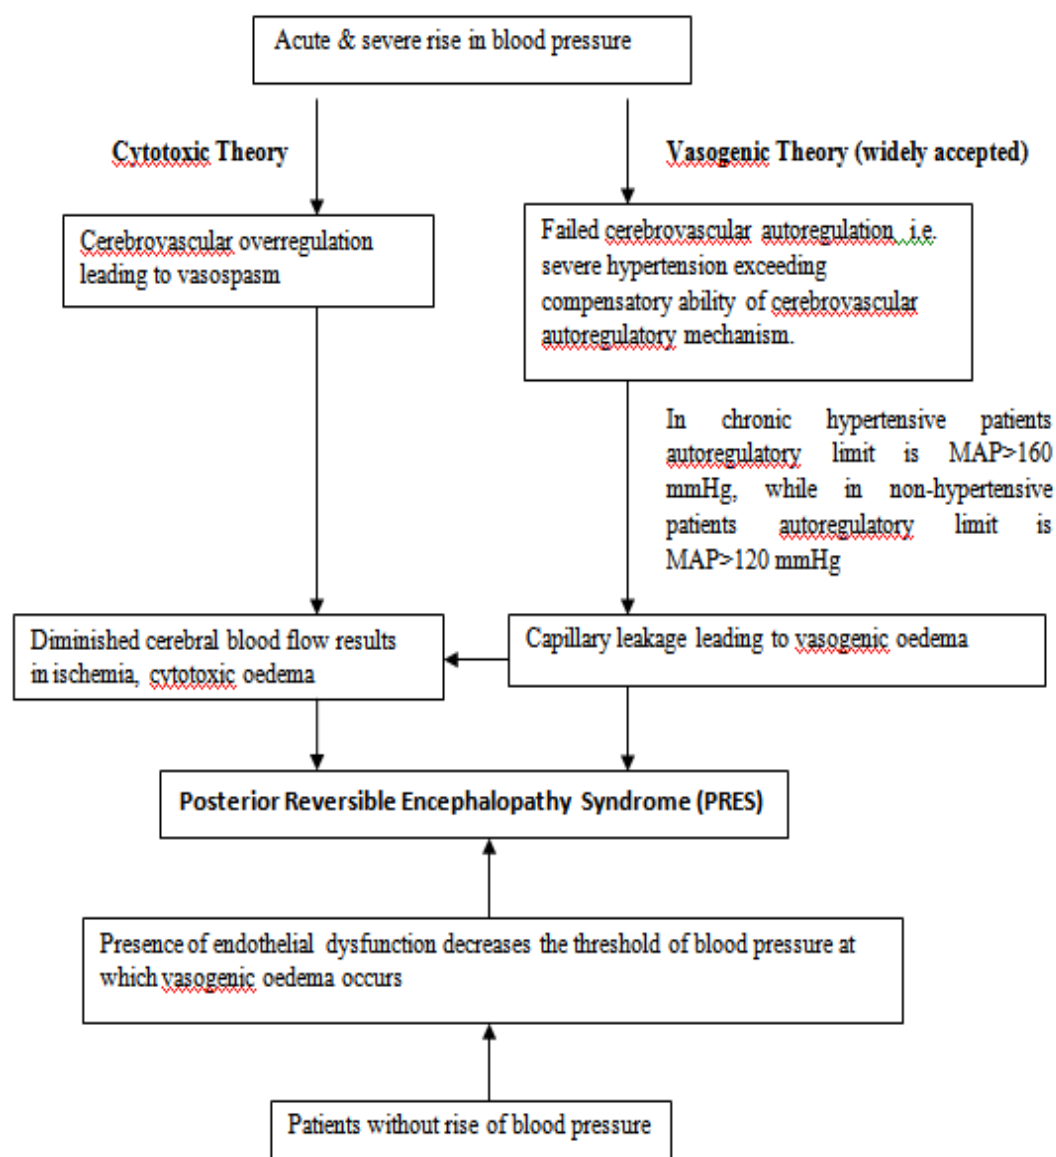 Acute & severe rise in blood pressure
Cytotoxic Theory
Vasogenic Theory (widely accepted)
Cerebrovascular overregulation
leading to vasospasm
Failed cerebrovascular autoregulation i.e.
severe hypertension exceeding
compensatory ability of cerebrovascular
autoregulatory mechanism.
In chronic hypertensive patients
autoregulatory limit is MAP>160
mmHg, while in non-hypertensive
patients autoregulatory limit is
MAP>120 mmHg
Diminished cerebral blood flow results
in ischemia, cytotoxic oedema
Capillary leakage leading to vasogenic oedema
Posterior Reversible Encephalopathy Syndrome (PRES)
Presence of endothelial dysfunction decreases the threshold of blood pressure at
which vasogenic oedema occurs
Patients without rise of blood pressure